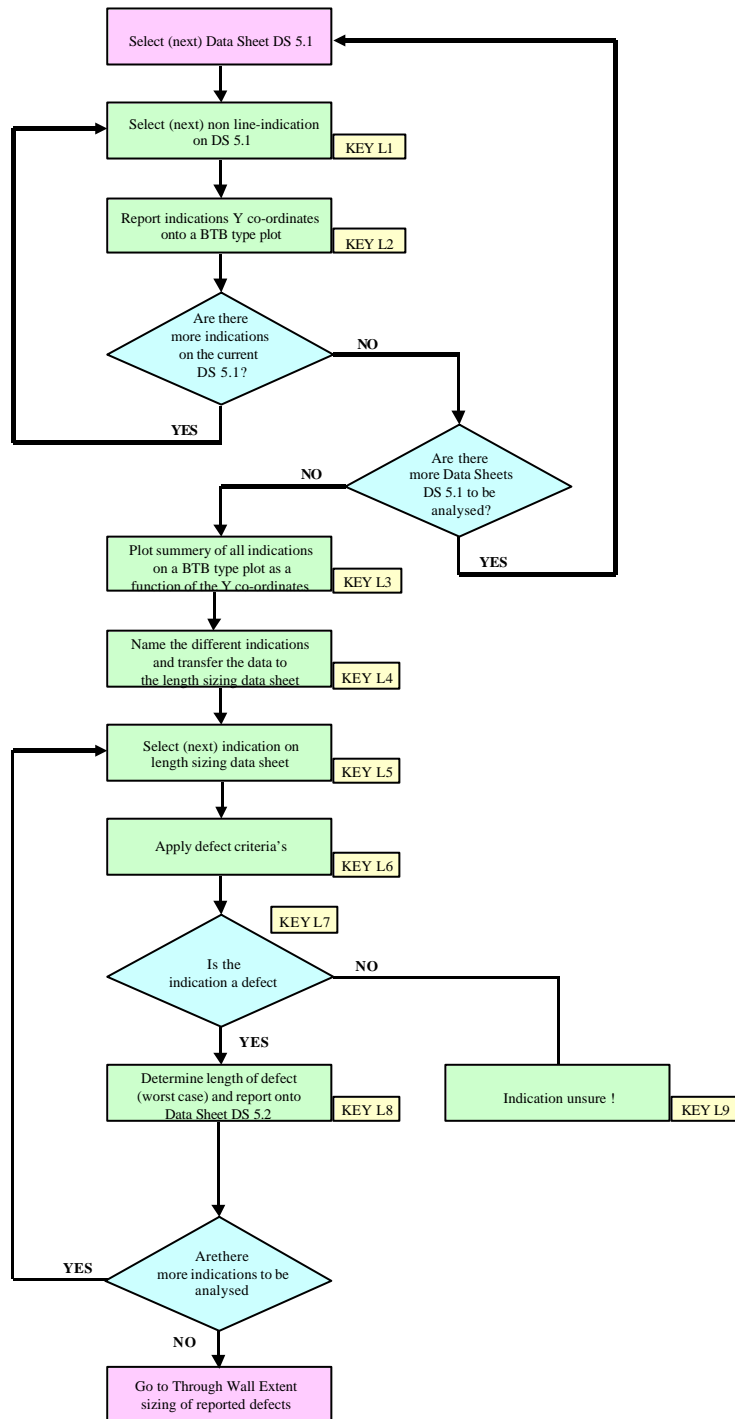 Select (next) Data Sheet DS 5.1
Select (next) non line-indication
on DS 5.1
KEY L1
Report indications Y co-ordinates
onto a BTB type plot
KEY L2
Are there
more indications
on the current
DS 5.1?
NO
YES
Are there
more Data Sheets
DS 5.1 to be
analysed?
NO
YES
Plot summery of all indications
on a BTB type plot as a
function of the Y co-ordinates
KEY L3
Name the different indications
and transfer the data to
the length sizing data sheet
KEY L4
Select (next) indication on
length sizing data sheet
KEY L5
Apply defect criteria's
KEY L6
KEY L7
Is the
indication a defect
NO
YES
Determine length of defect
(worst case) and report onto
Data Sheet DS 5.2
KEY L8
Indication unsure !
KEY L9
Arethere
more indications to be
analysed
YES
NO
Go to Through Wall Extent
sizing of reported defects